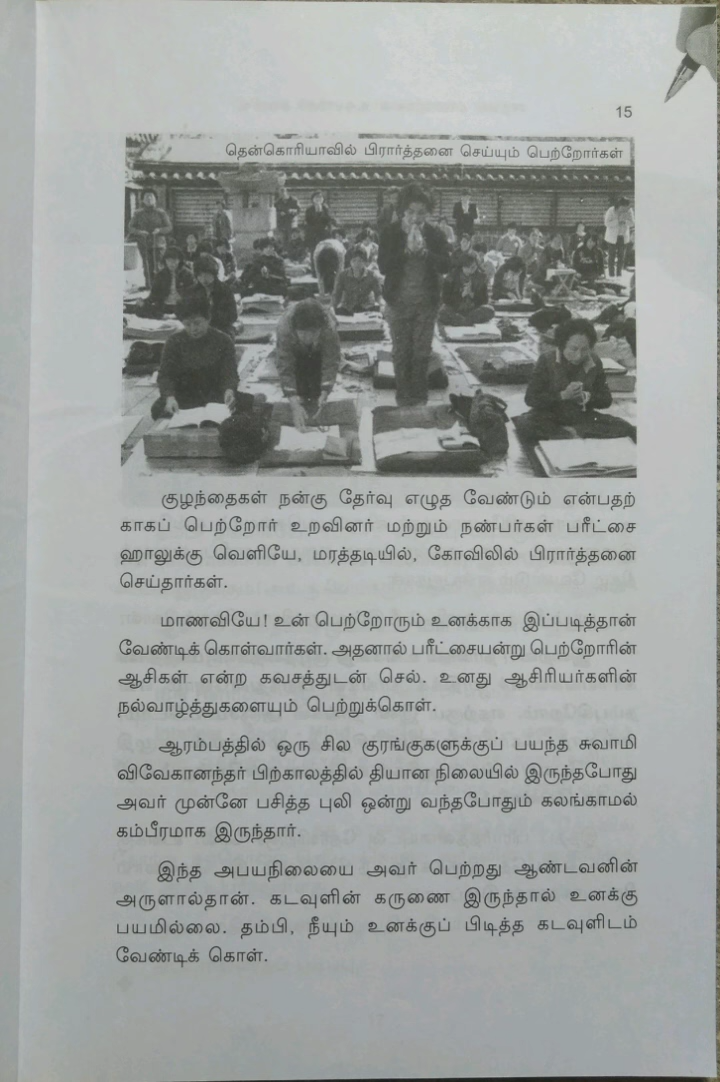 15
தென்கொரியாவில் பிரார்த்தனை செய்யும் பெற்றோர்கள்
குழந்தைகள் நன்கு தேர்வு எழுத வேண்டும் என்பதற்
காகப் பெற்றோர் உறவினர் மற்றும் நண்பர்கள் பரீட்சை
ஹாலுக்கு வெளியே, மரத்தடியில், கோவிலில் பிரார்த்தனை
செய்தார்கள்.
மாணவியே! உன் பெற்றோரும் உனக்காக இப்படித்தான்
வேண்டிக் கொள்வார்கள். அதனால் பரீட்சையன்று பெற்றோரின்
ஆசிகள் என்ற கவசத்துடன் செல். உனது ஆசிரியர்களின்
நல்வாழ்த்துகளையும் பெற்றுக்கொள்.
ஆரம்பத்தில் ஒரு சில குரங்குகளுக்குப் பயந்த சுவாமி
விவேகானந்தர் பிற்காலத்தில் தியான நிலையில் இருந்தபோது
அவர் முன்னே பசித்த புலி ஒன்று வந்தபோதும் கலங்காமல்
கம்பீரமாக இருந்தார்.
இந்த அபயநிலையை அவர் பெற்றது ஆண்டவனின்
அருளால்தான். கடவுளின் கருணை இருந்தால் உனக்கு
பயமில்லை. தம்பி, நீயும் உனக்குப் பிடித்த கடவுளிடம்
வேண்டிக் கொள்.